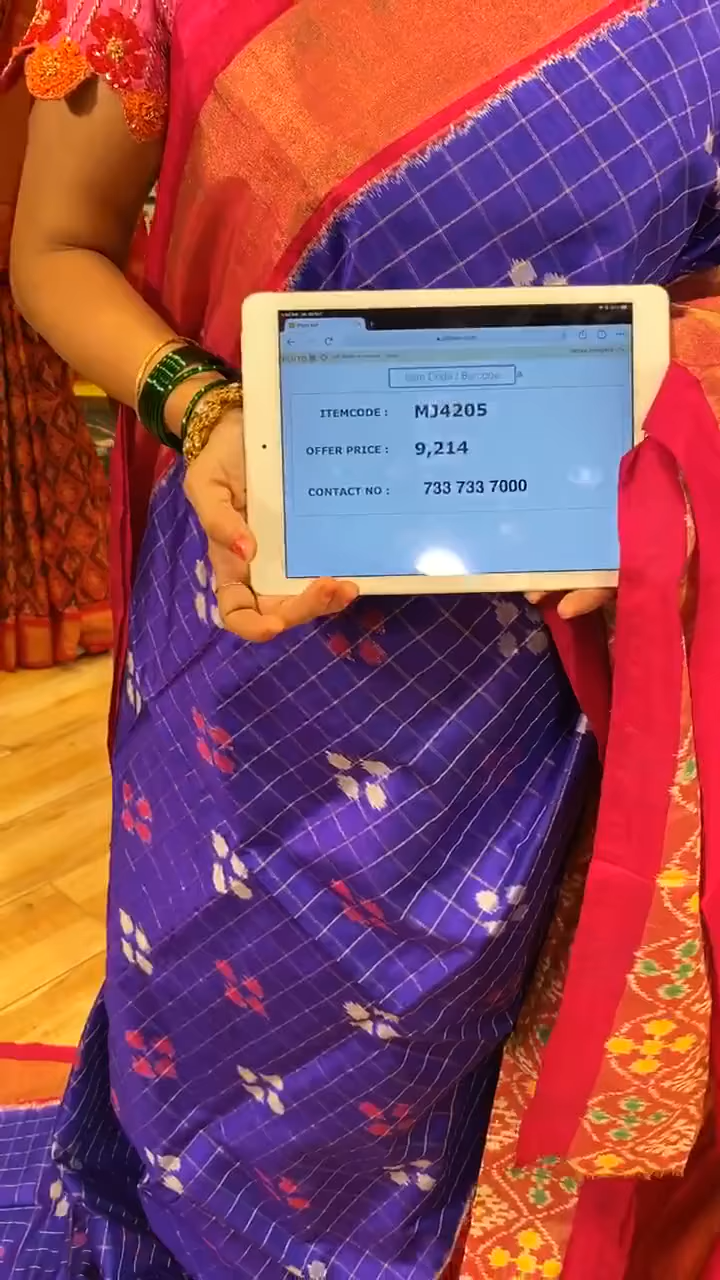 Item Code / Barcode
ITEMCODE : MJ4205
OFFER PRICE : 9,214
CONTACT NO : 733 733 7000